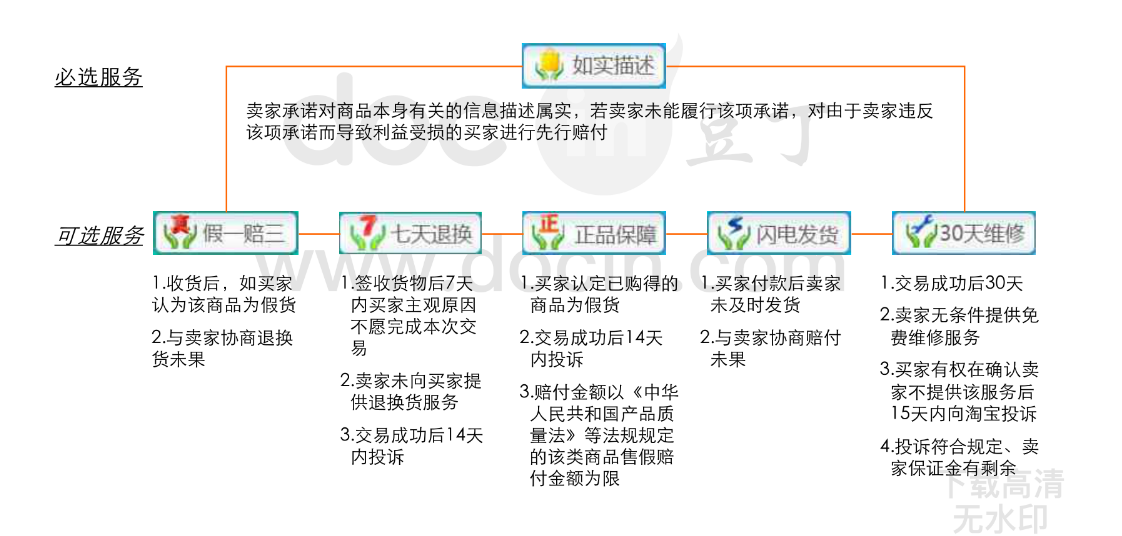 如实描述
必选服务
卖家承诺对商品本身有关的信息描述属实，若卖家未能履行该项承诺，对由于卖家违反
该项承诺而导致利益受损的买家进行先行赔付
docin 豆丁
可选服务
假一赔三
七天退换
正品保障
闪电发货
30天维修
www.docin.com
1.收货后，如买家
认为该商品为假货
2.与卖家协商退换
货未果
1.签收货物后7天
内买家主观原因
不愿完成本次交
易
2.卖家未向买家提
供退换货服务
3.交易成功后14天
内投诉
1.买家认定已购得的
商品为假货
2.交易成功后14天
内投诉
3.赔付金额以《中华
人民共和国产品质
量法》等法规规定
的该类商品售假赔
付金额为限
1.买家付款后卖家
未及时发货
2.与卖家协商赔付
未果
1.交易成功后30天
2.卖家无条件提供免
费维修服务
3.买家有权在确认卖
家不提供该服务后
15天内向淘宝投诉
4.投诉符合规定、卖
家保证金有剩余
下载高清
无水印